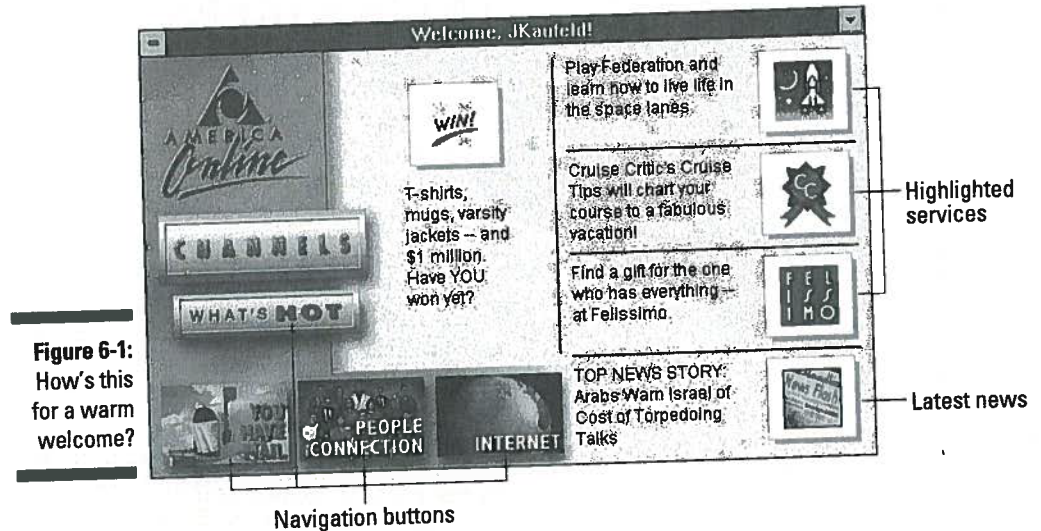 Welcome, JKaufeld!
AMERICA
Online
CHANNELS
WHAT'S HOT
YOU
HAVE
MAIL
PEOPLE
CONNECTION
INTERNET
WIN!
T-shirts,
mugs, varsity
jackets – and
$1 million.
Have YOU
won yet?
Play Federation and
learn how to live life in
the space lanes
Cruise Critic's Cruise
Tips will chart your
course to a fabulous
vacation!
CC
Find a gift for the one
who has everything –
at Felissimo.
FEL
ISS
IMO
TOP NEWS STORY:
Arabs Warn Israel of
Cost of Torpedoing
Talks
News Flash
Highlighted
services
Latest news
Navigation buttons
Figure 6-1:
How's this
for a warm
welcome?